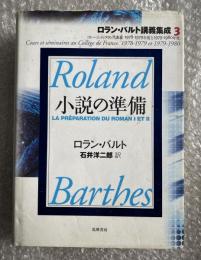 ロラン・バルト講義集成 3
コレージュ・ド・フランス講義 1978-1979年度と1979-1980年度
Cours et séminaires au Collège de France 1978-1979 et 1979-1980
Roland
小説の準備
LA PRÉPARATION DU ROMAN I ET II
ロラン・バルト
石井洋二郎 訳
Barthes
筑摩書房